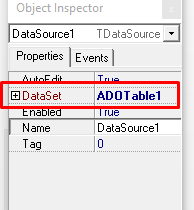 Object Inspector
DataSource1 TDataSource
Properties Events
AutoEdit True
DataSet ADOTable1
Enabled True
Name DataSource1
Tag 0